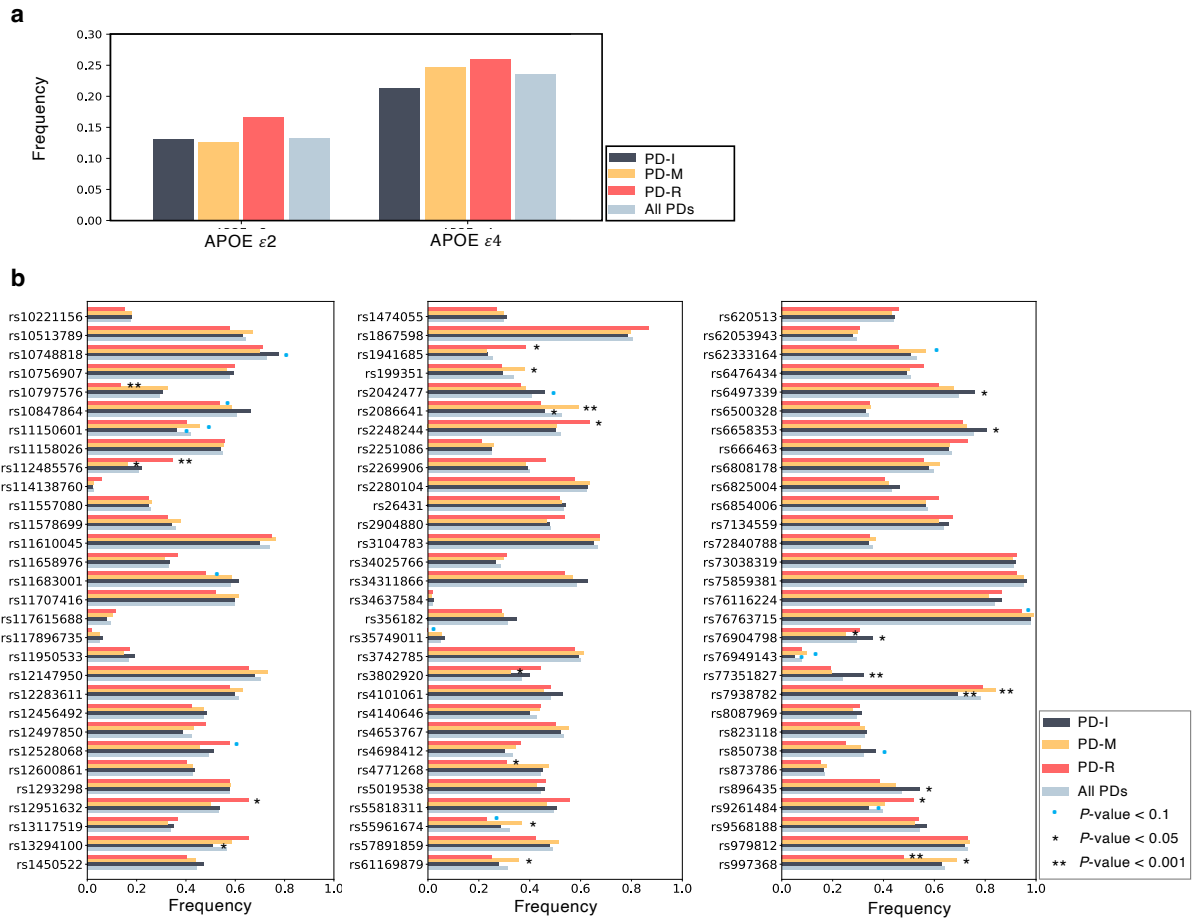 a
0.30
0.25
0.20
0.15
0.10
0.05
0.00
Frequency
APOE ε2
APOE ε4
PD-I
PD-M
PD-R
All PDs
b
rs10221156
rs10513789
rs10748818
rs10756907
rs10797576
rs10847864
rs11150601
rs11158026
rs112485576
rs114138760
rs11557080
rs11578699
rs11610045
rs11658976
rs11683001
rs11707416
rs117615688
rs117896735
rs11950533
rs12147950
rs12283611
rs12456492
rs12497850
rs12528068
rs12600861
rs1293298
rs12951632
rs13117519
rs13294100
rs1450522
0.0 0.2 0.4 0.6 0.8 1.0
Frequency
rs1474055
rs1867598
rs1941685
rs199351
rs2042477
rs2086641
rs2248244
rs2251086
rs2269906
rs2280104
rs26431
rs2904880
rs3104783
rs34025766
rs34311866
rs34637584
rs356182
rs35749011
rs3742785
rs3802920
rs4101061
rs4140646
rs4653767
rs4698412
rs4771268
rs5019538
rs55818311
rs55961674
rs57891859
rs61169879
0.0 0.2 0.4 0.6 0.8 1.0
Frequency
rs620513
rs62053943
rs62333164
rs6476434
rs6497339
rs6500328
rs6658353
rs666463
rs6808178
rs6825004
rs6854006
rs7134559
rs72840788
rs73038319
rs75859381
rs76116224
rs76763715
rs76904798
rs76949143
rs77351827
rs7938782
rs8087969
rs823118
rs850738
rs873786
rs896435
rs9261484
rs9568188
rs979812
rs997368
0.0 0.2 0.4 0.6 0.8 1.0
Frequency
PD-I
PD-M
PD-R
All PDs
P-value < 0.1
* P-value < 0.05
** P-value < 0.001